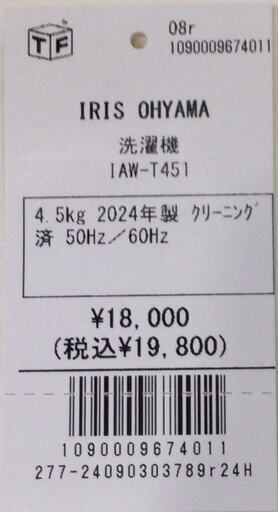 TF
08r
1090009674011
IRIS OHYAMA
洗濯機
IAW-T451
4.5kg 2024年製 ｸﾘｰﾆﾝｸﾞ
済 50Hz／60Hz
¥18,000
(税込¥19,800)
1090009674011
277-24090303789r24H